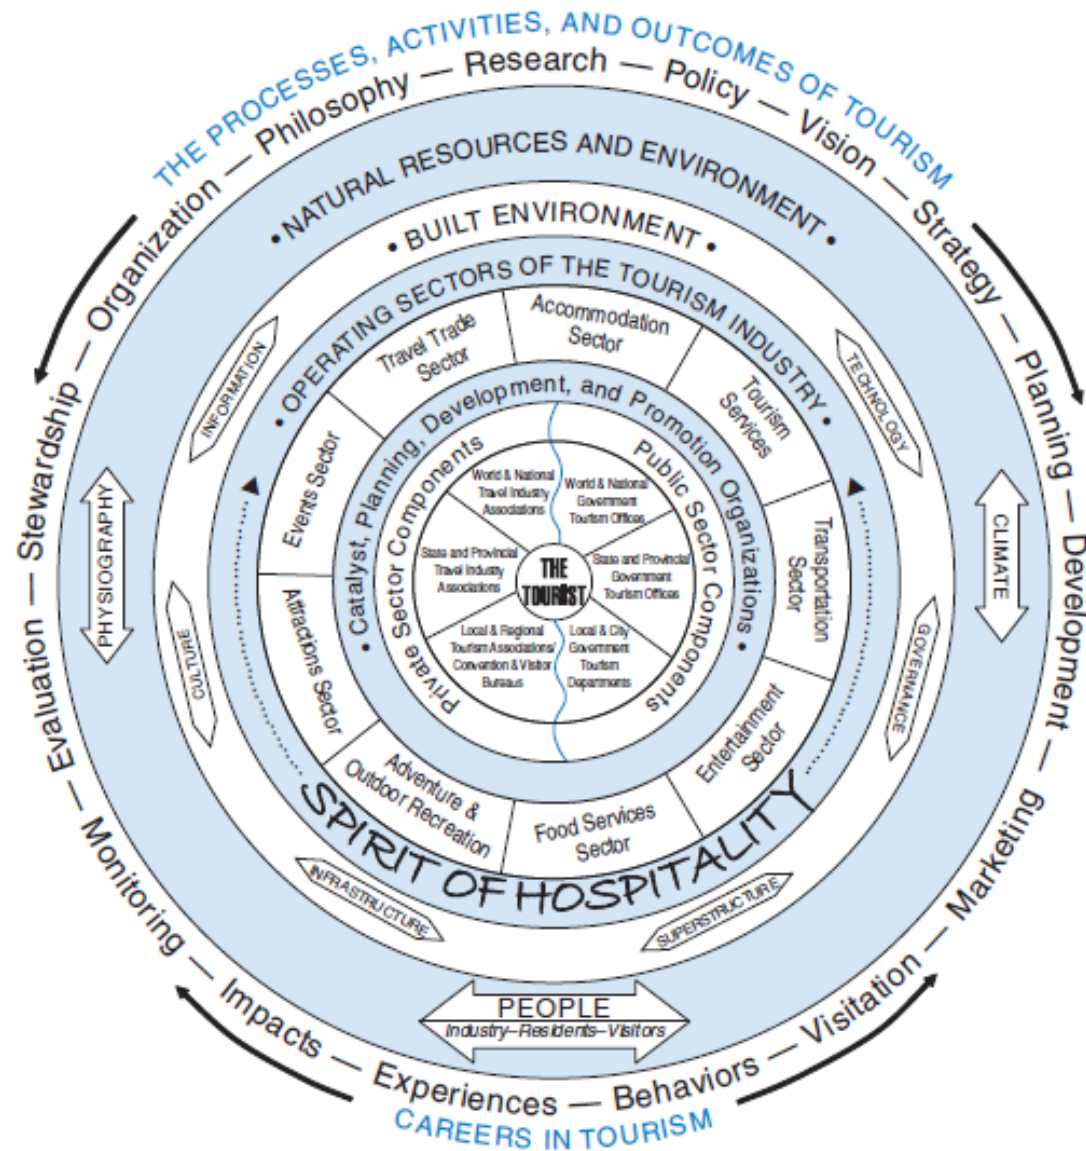 THE PROCESSES, ACTIVITIES, AND OUTCOMES OF TOURISM
Organization — Philosophy — Research — Policy — Vision — Strategy — Planning — Development — Marketing — Visitation — Behaviors — Experiences — Impacts — Monitoring — Evaluation — Stewardship —
• NATURAL RESOURCES AND ENVIRONMENT •
• BUILT ENVIRONMENT •
• OPERATING SECTORS OF THE TOURISM INDUSTRY •
INFORMATION
TECHNOLOGY
PHYSIOGRAPHY
CLIMATE
CULTURE
GOVERNANCE
INFRASTRUCTURE
SUPERSTRUCTURE
Travel Trade
Sector
Accommodation
Sector
Tourism
Services
Transportation
Sector
Entertainment
Sector
Food Services
Sector
Adventure &
Outdoor Recreation
Attractions Sector
Events Sector
• Catalyst, Planning, Development, and Promotion Organizations •
Private Sector Components
Public Sector Components
World & National
Travel Industry
Associations
World & National
Government
Tourism Offices
State and Provincial
Travel Industry
Associations
State and Provincial
Government
Tourism Offices
Local & Regional
Tourism Associations/
Convention & Visitor
Bureaus
Local & City
Government
Tourism
Departments
THE
TOURIST
SPIRIT OF HOSPITALITY
PEOPLE
Industry–Residents–Visitors
CAREERS IN TOURISM